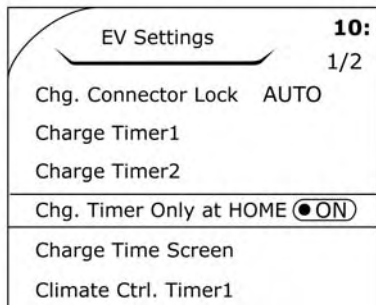 EV Settings
10:
1/2
Chg. Connector Lock AUTO
Charge Timer1
Charge Timer2
Chg. Timer Only at HOME ON
Charge Time Screen
Climate Ctrl. Timer1